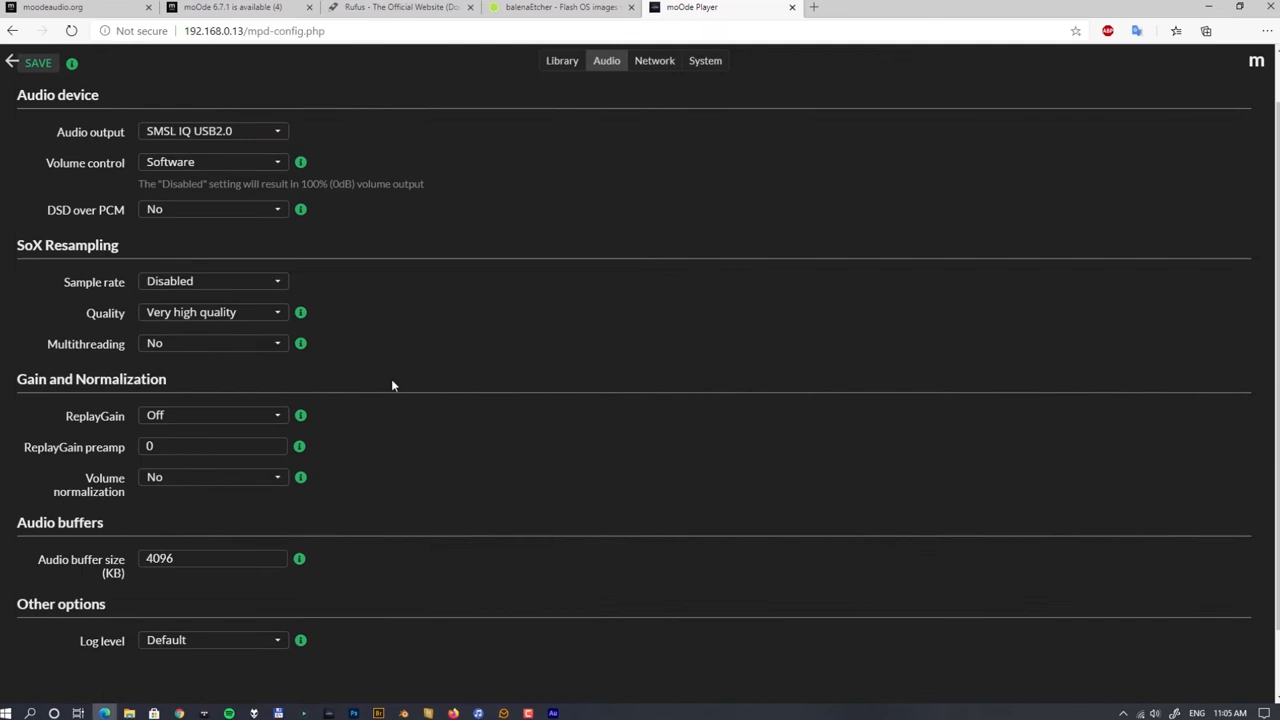 moodeaudio.org
moOde 6.7.1 is available (4)
Rufus - The Official Website (Do
balenaEtcher - Flash OS images
moOde Player
Not secure
192.168.0.13/mpd-config.php
ABP
SAVE
Library
Audio
Network
System
m
Audio device
Audio output
SMSL IQ USB2.0
Volume control
Software
The "Disabled" setting will result in 100% (0dB) volume output
DSD over PCM
No
SoX Resampling
Sample rate
Disabled
Quality
Very high quality
Multithreading
No
Gain and Normalization
ReplayGain
Off
ReplayGain preamp
0
Volume
normalization
No
Audio buffers
Audio buffer size
(KB)
4096
Other options
Log level
Default
Ps
Br
Au
ENG
11:05 AM